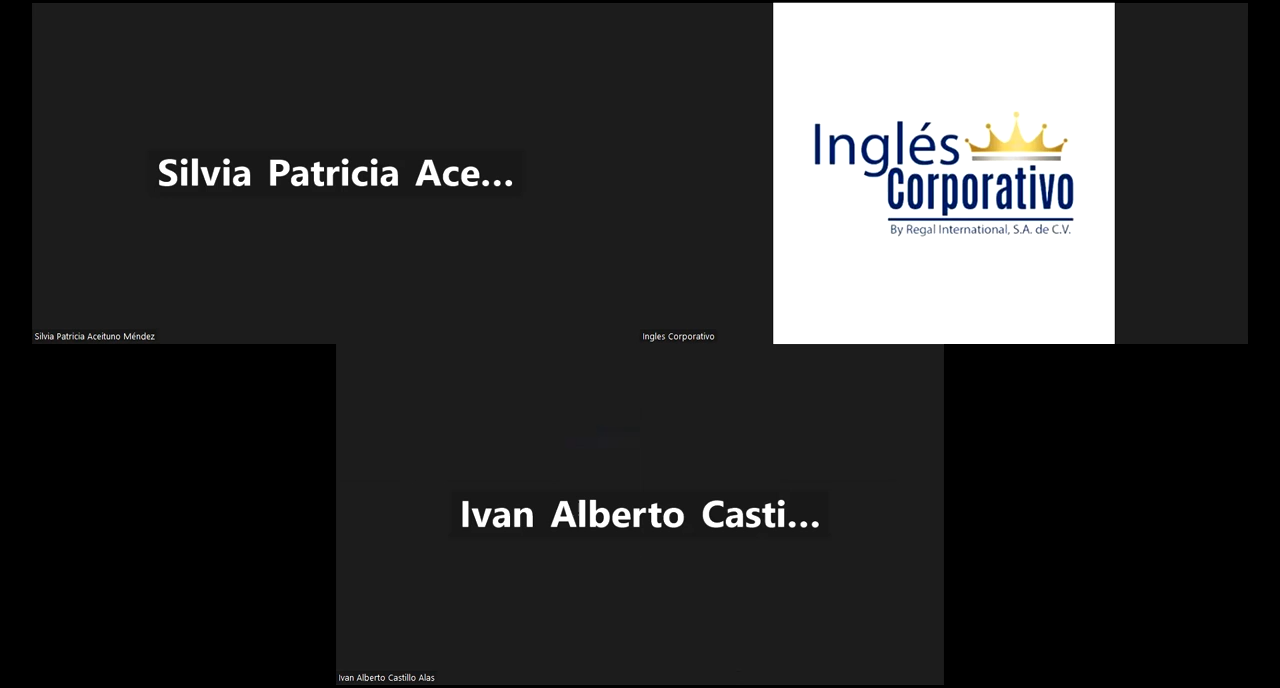 Silvia Patricia Ace...
Inglés
Corporativo
By Regal International, S.A. de C.V.
Silvia Patricia Aceituno Méndez
Ingles Corporativo
Ivan Alberto Casti...
Ivan Alberto Castillo Alas